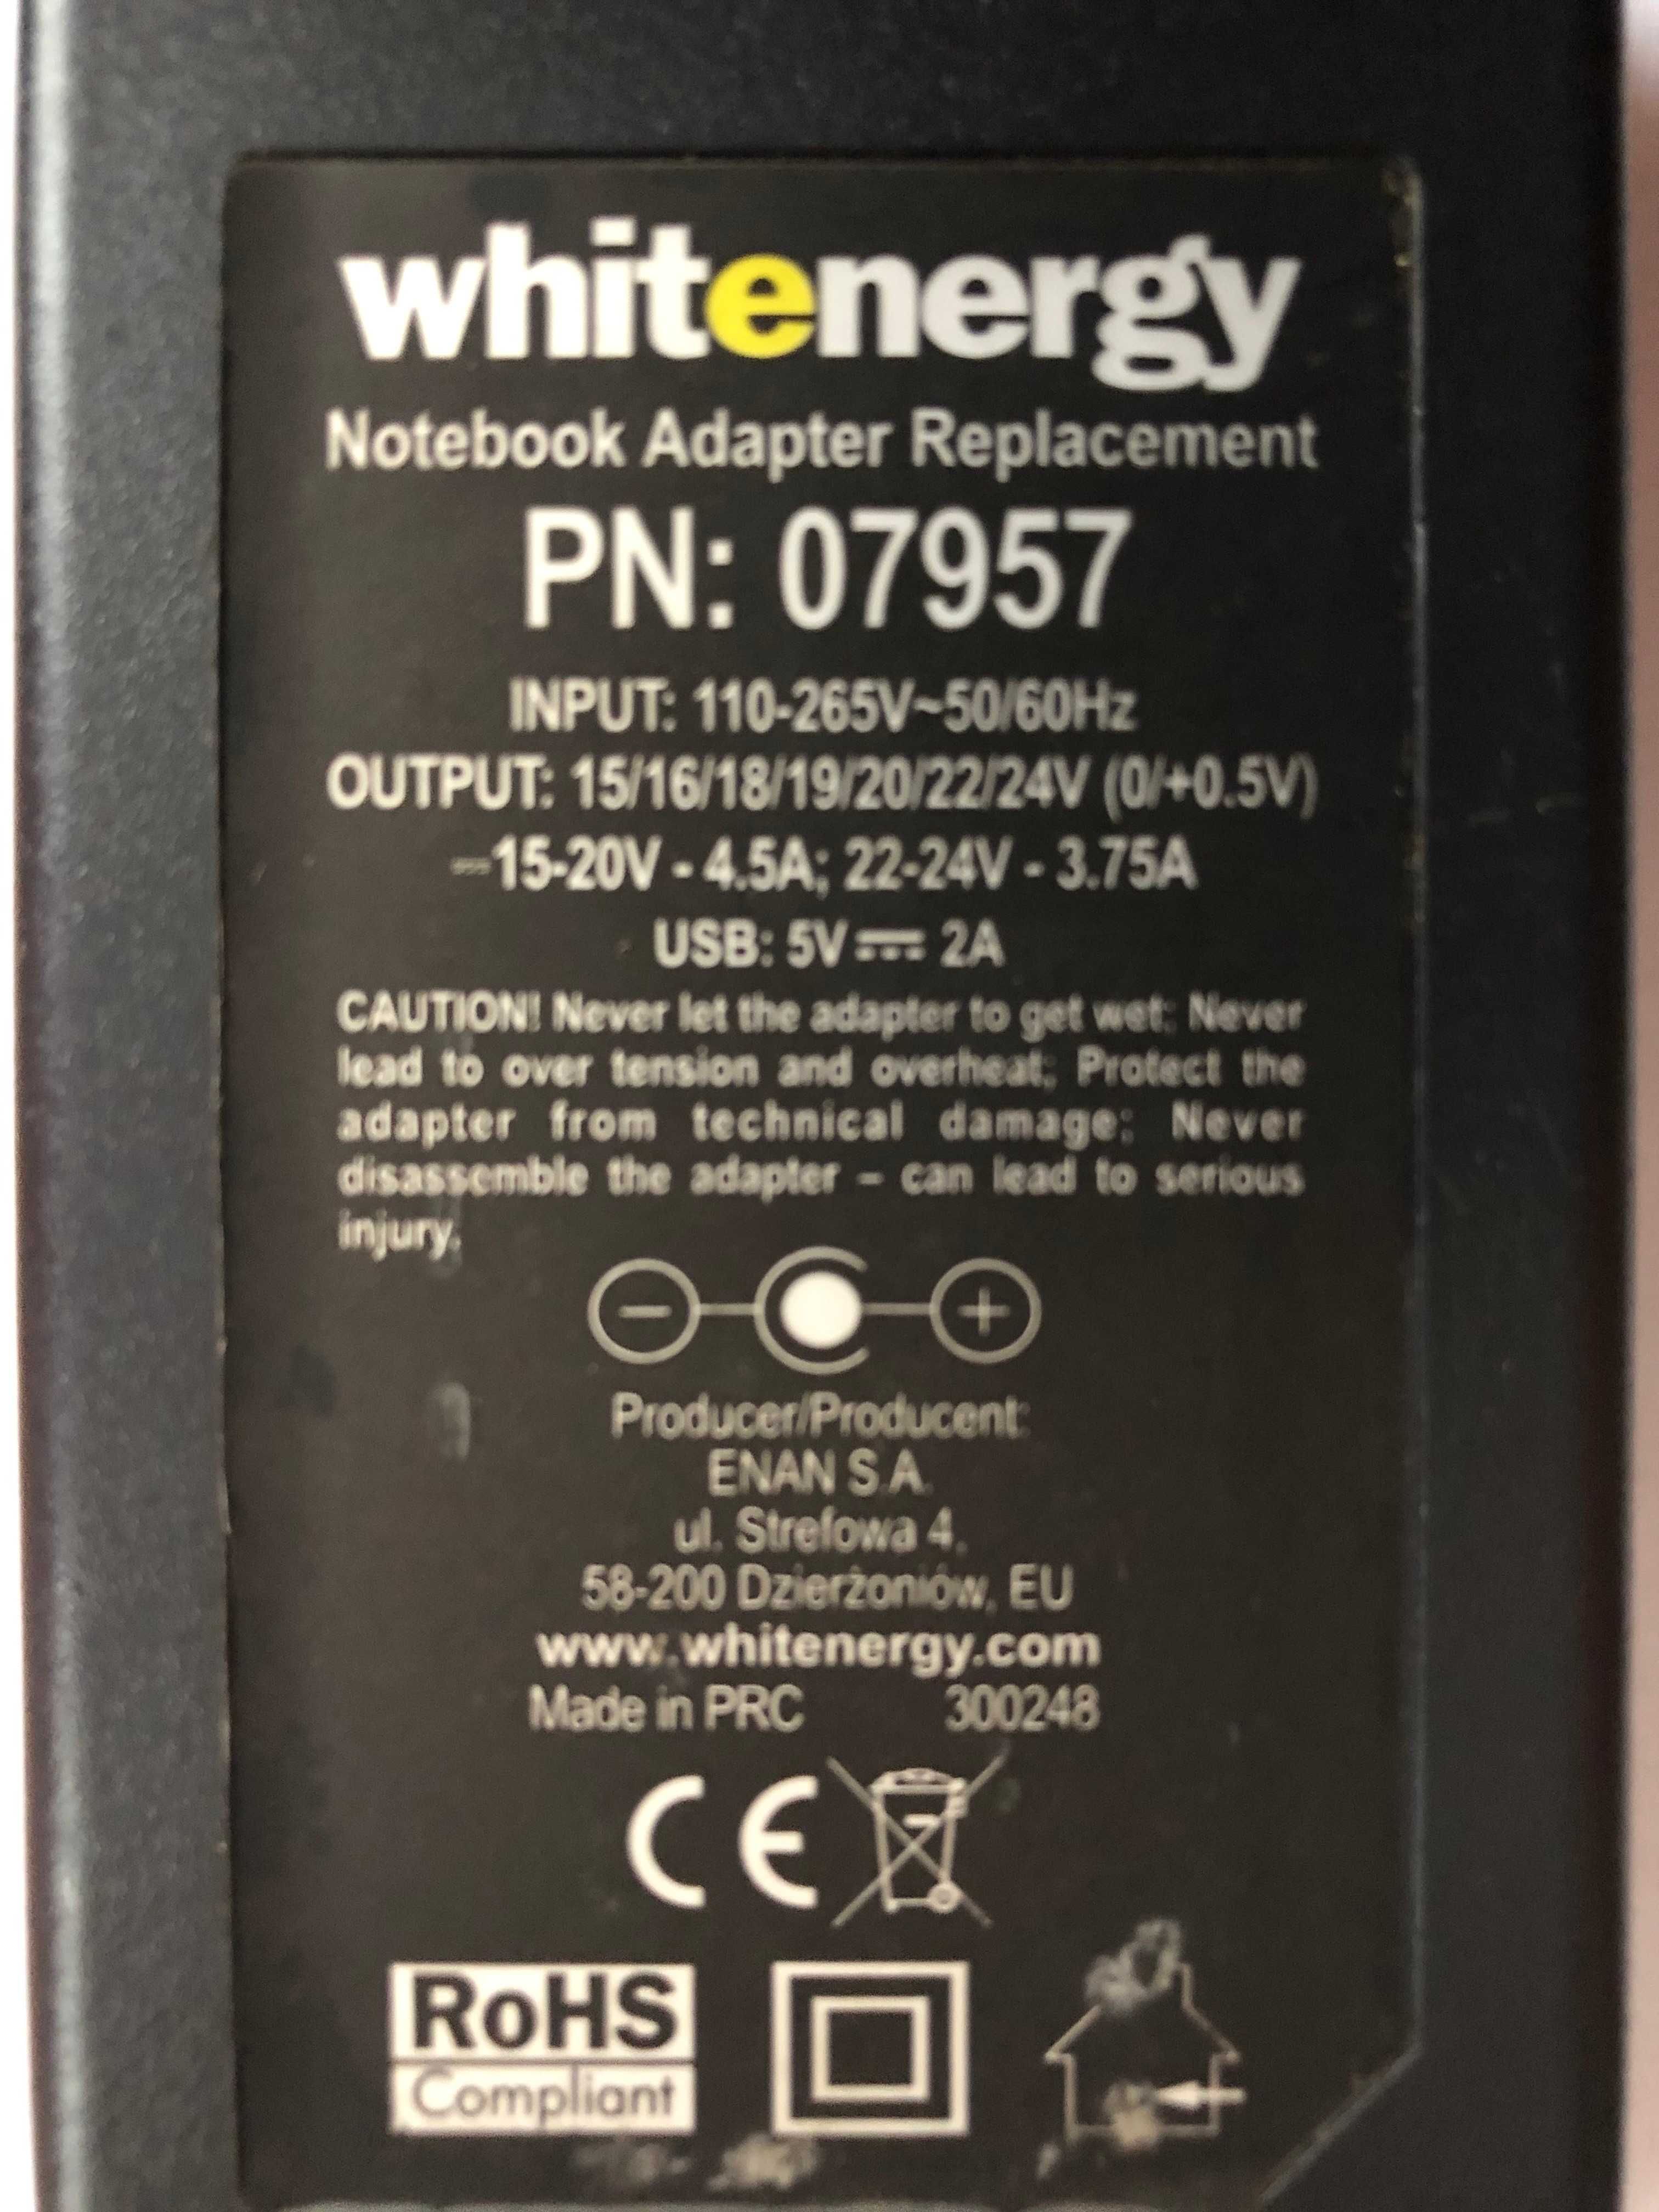 whitenergy
Notebook Adapter Replacement
PN: 07957
INPUT: 110-265V~50/60Hz
OUTPUT: 15/16/18/19/20/22/24V (0/+0.5V)
⎓15-20V - 4.5A; 22-24V - 3.75A
USB: 5V⎓ 2A
CAUTION! Never let the adapter to get wet; Never
lead to over tension and overheat; Protect the
adapter from technical damage; Never
disassemble the adapter – can lead to serious
injury.
Producer/Producent:
ENAN S.A.
ul. Strefowa 4,
58-200 Dzierżoniów, EU
www.whitenergy.com
Made in PRC 300248
CE
RoHS
Compliant